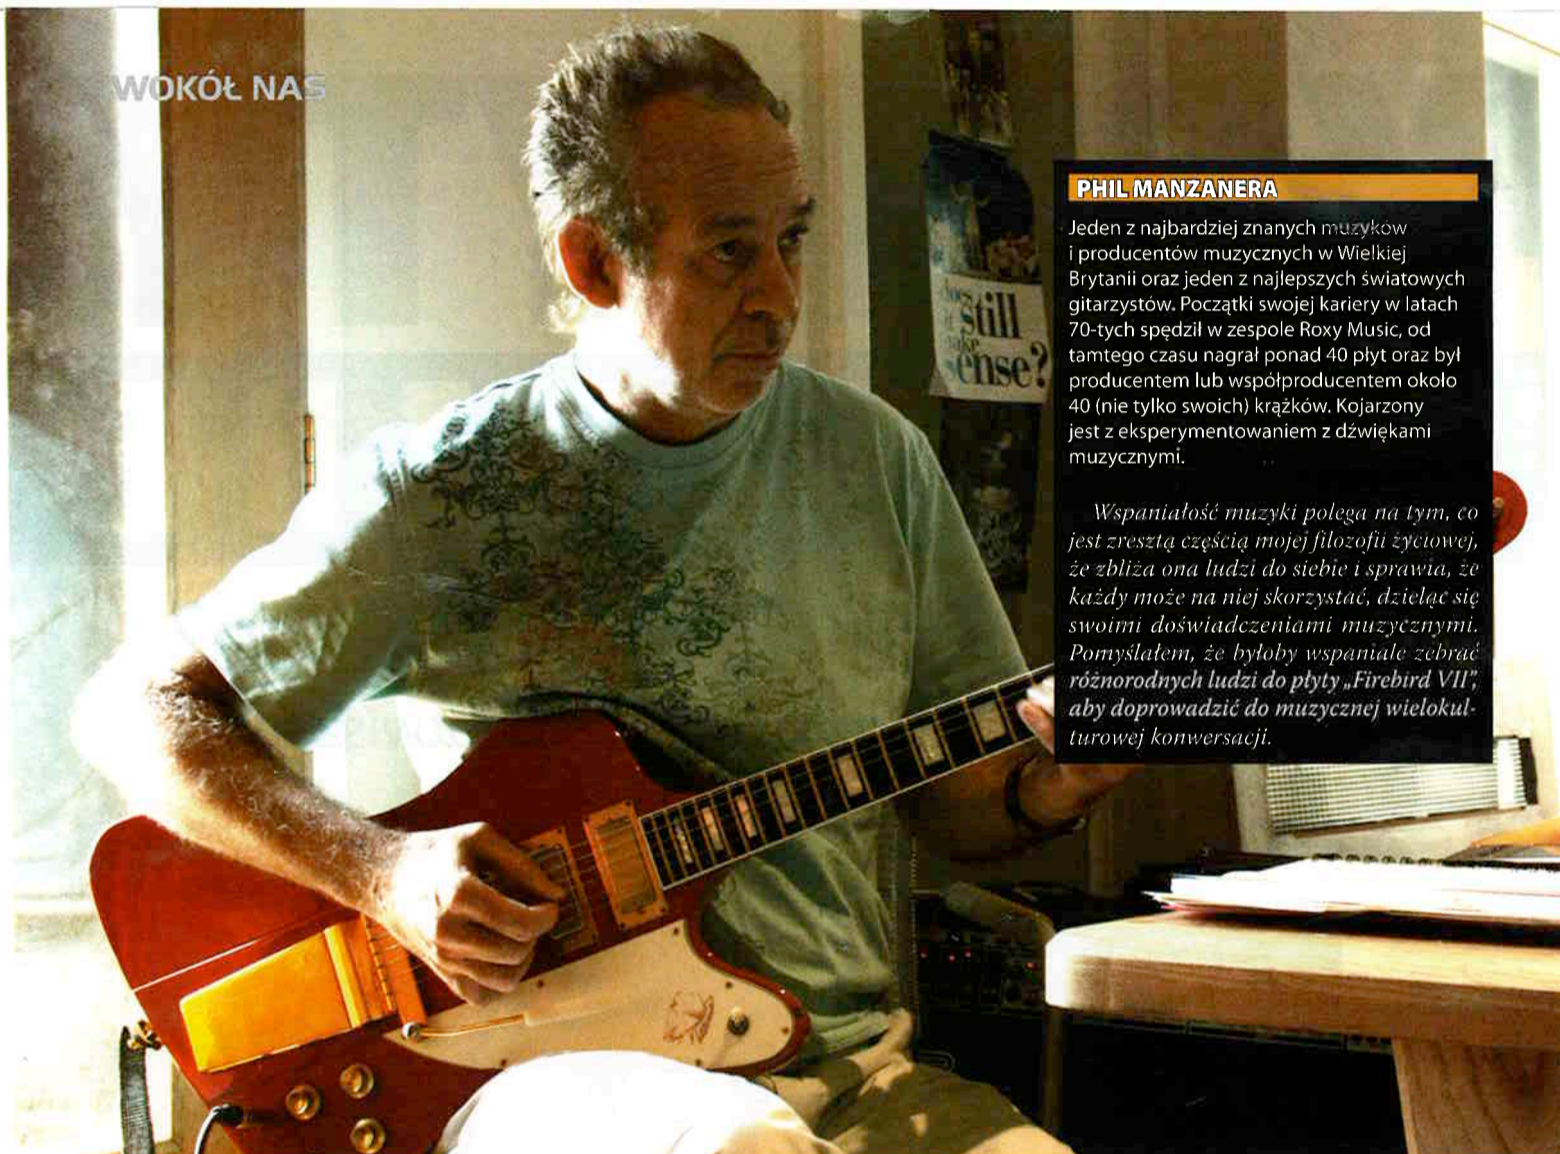 WOKÓŁ NAS
still
sense?
PHIL MANZANERA
Jeden z najbardziej znanych muzyków
i producentów muzycznych w Wielkiej
Brytanii oraz jeden z najlepszych światowych
gitarzystów. Początki swojej kariery w latach
70-tych spędził w zespole Roxy Music, od
tamtego czasu nagrał ponad 40 płyt oraz był
producentem lub współproducentem około
40 (nie tylko swoich) krążków. Kojarzony
jest z eksperymentowaniem z dźwiękami
muzycznymi.
Wspaniałość muzyki polega na tym, co
jest zresztą częścią mojej filozofii życiowej,
że zbliża ona ludzi do siebie i sprawia, że
każdy może na niej skorzystać, dzieląc się
swoimi doświadczeniami muzycznymi.
Pomyślałem, że byłoby wspaniale zebrać
różnorodnych ludzi do płyty „Firebird VII”,
aby doprowadzić do muzycznej wielokul-
turowej konwersacji.